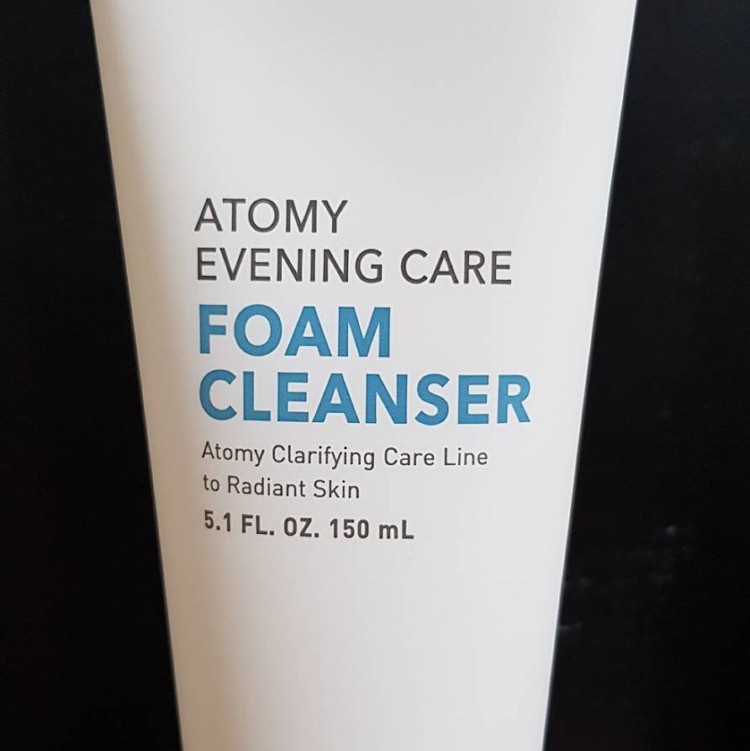 ATOMY
EVENING CARE
FOAM
CLEANSER
Atomy Clarifying Care Line
to Radiant Skin
5.1 FL. OZ. 150 mL